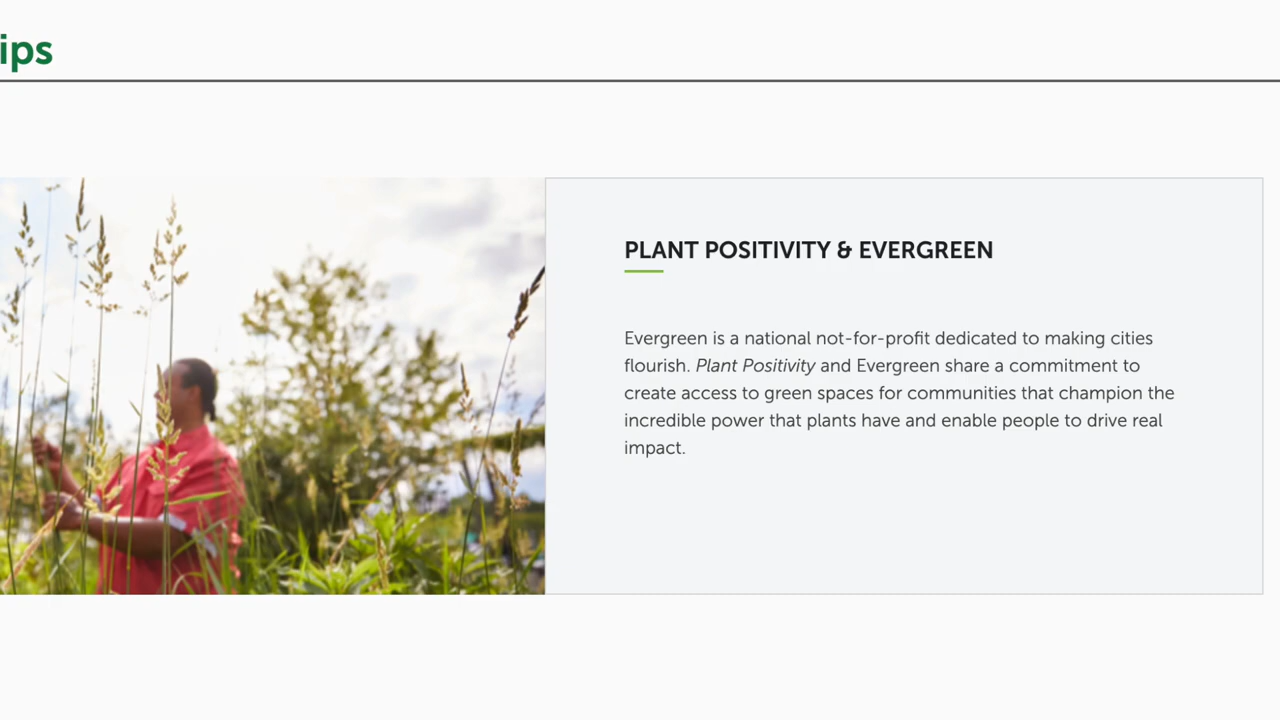 ips
PLANT POSITIVITY & EVERGREEN
Evergreen is a national not-for-profit dedicated to making cities
flourish. Plant Positivity and Evergreen share a commitment to
create access to green spaces for communities that champion the
incredible power that plants have and enable people to drive real
impact.